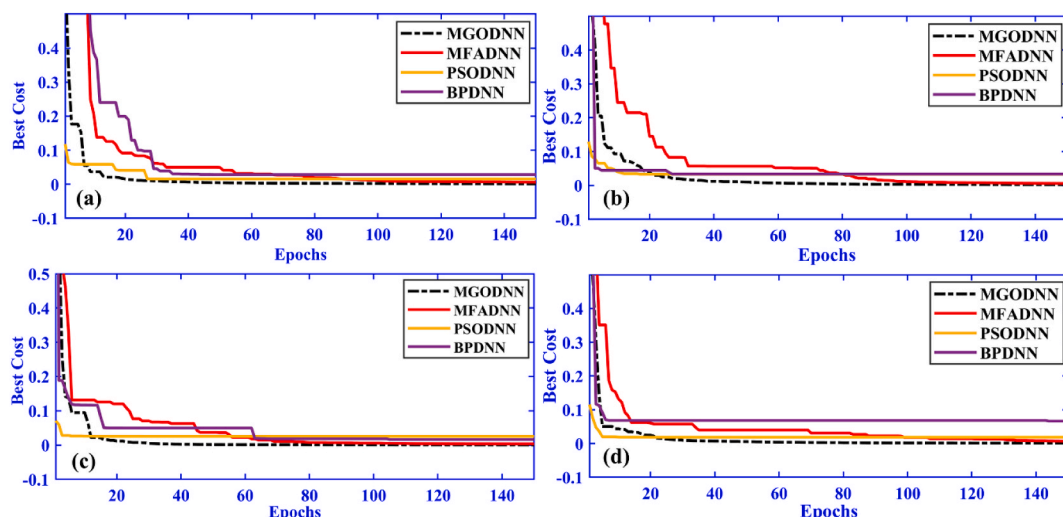 MGODNN
MFADNN
PSODNN
BPDNN
Best Cost
0.4
0.3
0.2
0.1
0
-0.1
(a)
20 40 60 80 100 120 140
Epochs
MGODNN
MFADNN
PSODNN
BPDNN
Best Cost
0.4
0.3
0.2
0.1
0
-0.1
(b)
20 40 60 80 100 120 140
Epochs
MGODNN
MFADNN
PSODNN
BPDNN
Best Cost
0.5
0.4
0.3
0.2
0.1
0
-0.1
(c)
20 40 60 80 100 120 140
Epochs
MGODNN
MFADNN
PSODNN
BPDNN
Best Cost
0.4
0.3
0.2
0.1
0
-0.1
(d)
20 40 60 80 100 120 140
Epochs